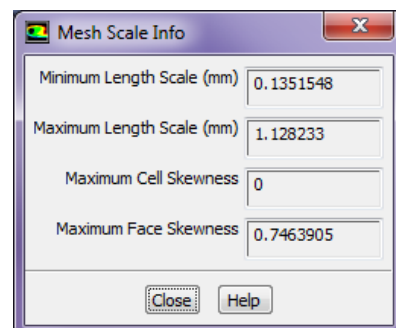 Mesh Scale Info
Minimum Length Scale (mm) 0.1351548
Maximum Length Scale (mm) 1.128233
Maximum Cell Skewness 0
Maximum Face Skewness 0.7463905
Close Help